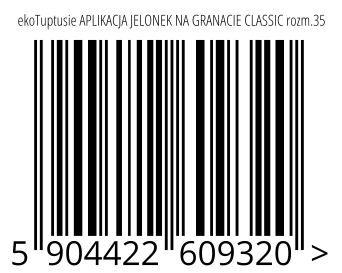 ekoTuptusie APLIKACJA JELONEK NA GRANACIE CLASSIC rozm.35
5 904422 609320 >